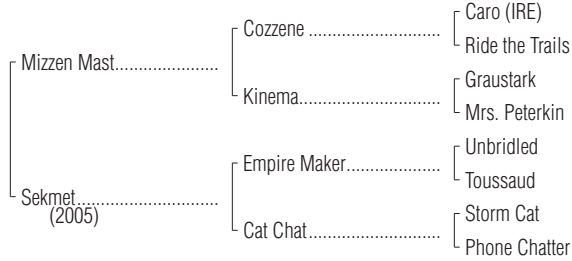 Caro (IRE)
Cozzene ..........................
Ride the Trails
Mizzen Mast.....................
Graustark
Kinema............................
Mrs. Peterkin
Unbridled
Empire Maker..................
Toussaud
Sekmet............................
(2005)
Storm Cat
Cat Chat..........................
Phone Chatter